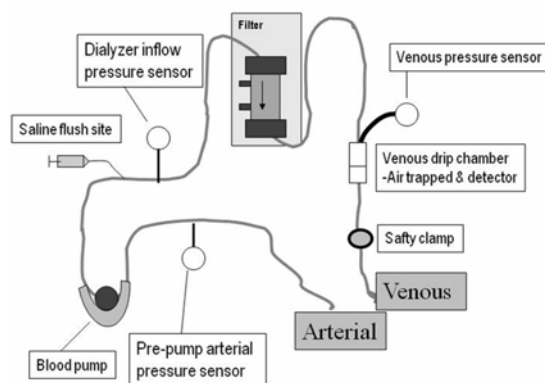 Filter
Dialyzer inflow
pressure sensor
Venous pressure sensor
Saline flush site
Venous drip chamber
-Air trapped & detector
Safty clamp
Venous
Arterial
Blood pump
Pre-pump arterial
pressure sensor